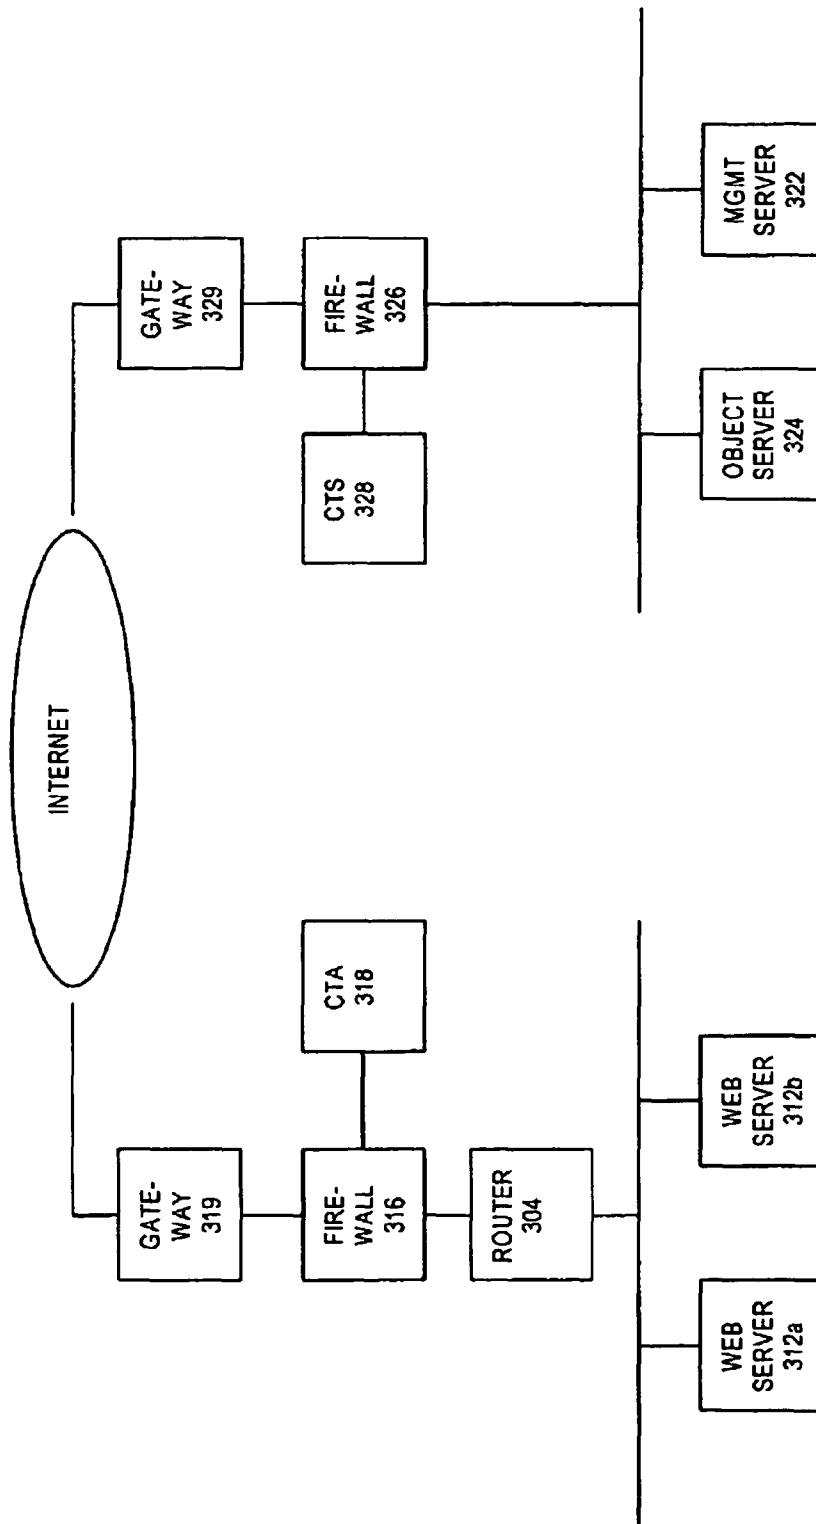 INTERNET
GATE-
WAY
319
GATE-
WAY
329
FIRE-
WALL
316
CTA
318
CTS
328
FIRE-
WALL
326
ROUTER
304
WEB
SERVER
312a
WEB
SERVER
312b
OBJECT
SERVER
324
MGMT
SERVER
322